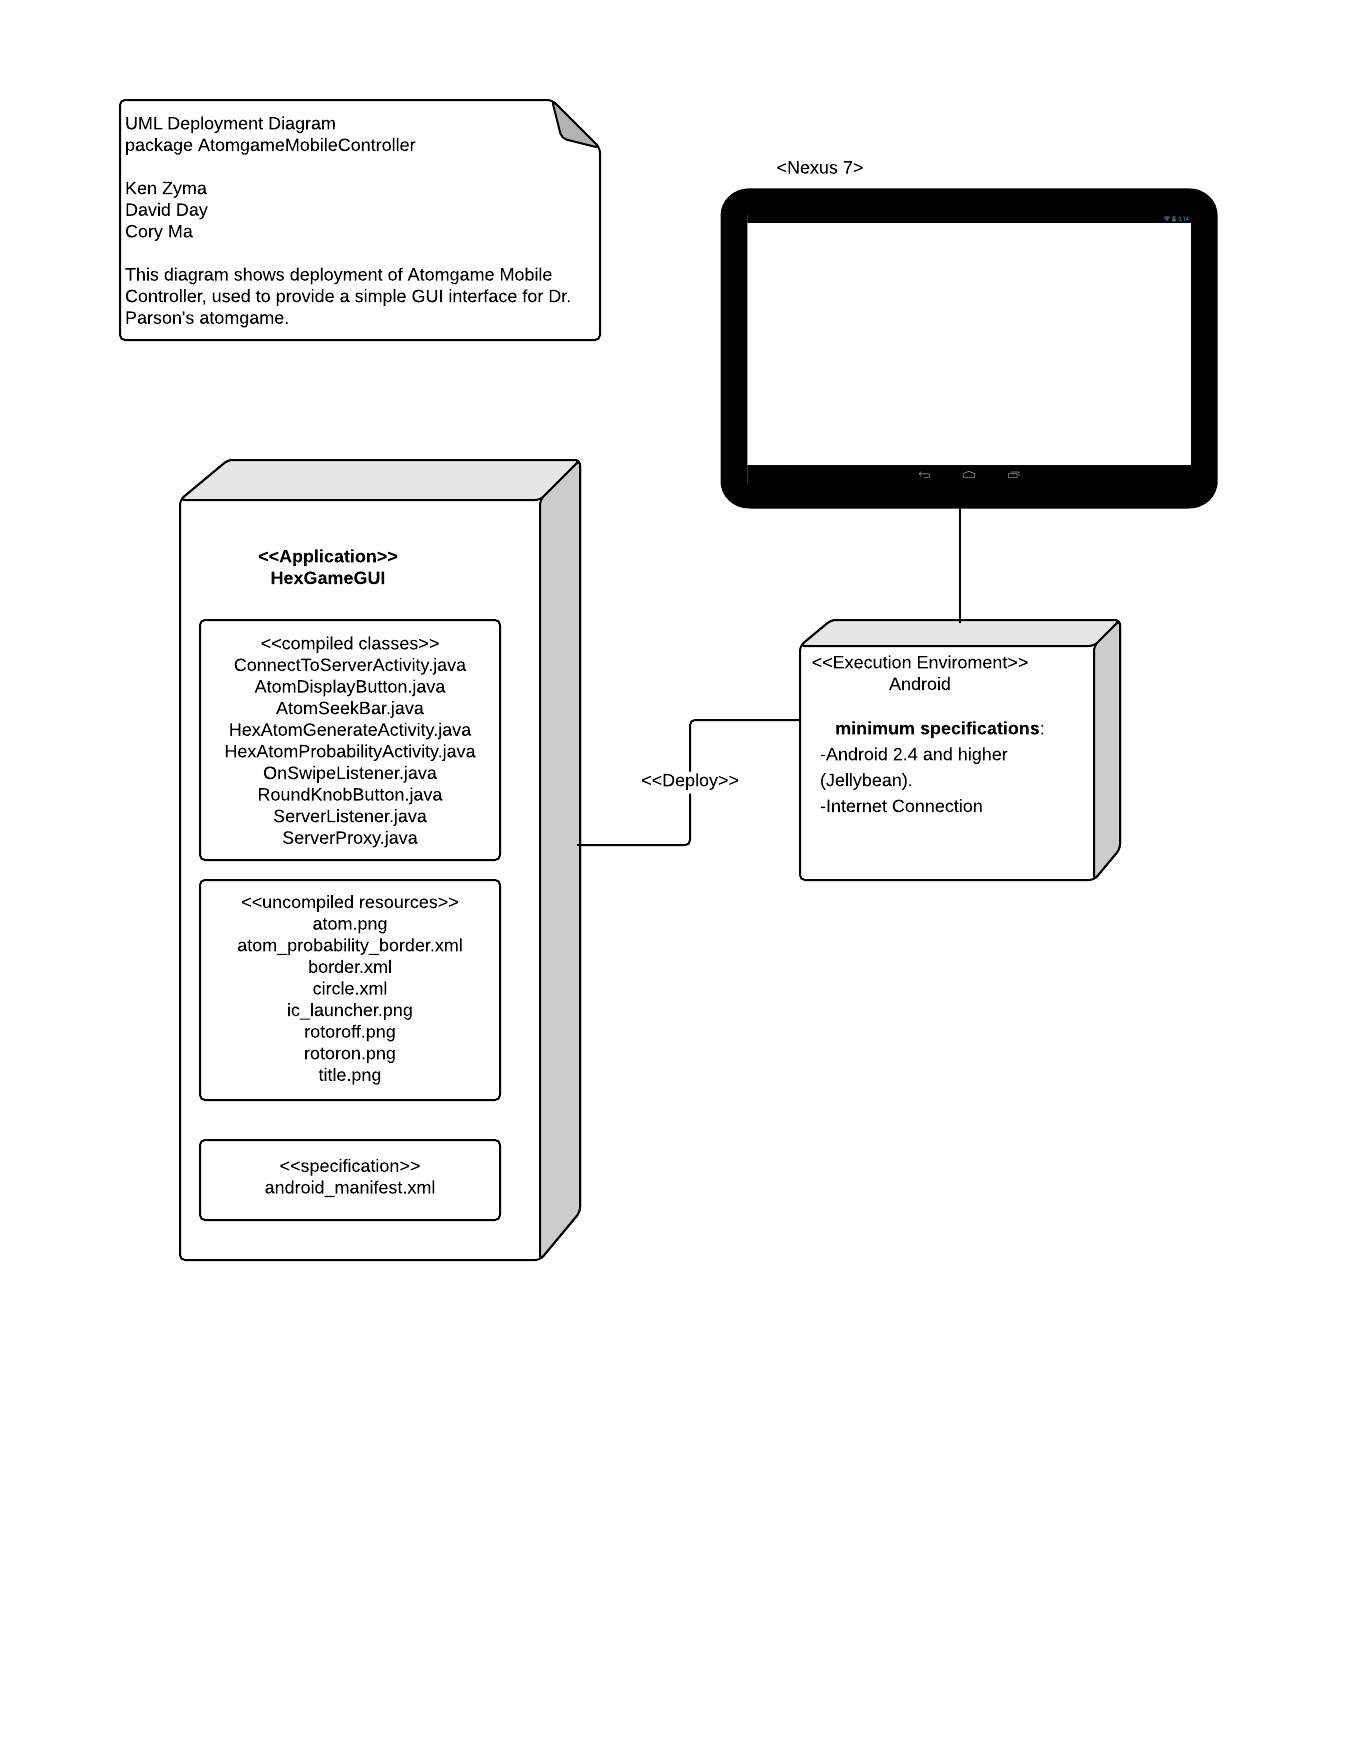 UML Deployment Diagram
package AtomgameMobileController
Ken Zyma
David Day
Cory Ma
This diagram shows deployment of Atomgame Mobile
Controller, used to provide a simple GUI interface for Dr.
Parson's atomgame.
<Nexus 7>
3:14
<<Application>>
HexGameGUI
<<compiled classes>>
ConnectToServerActivity.java
AtomDisplayButton.java
AtomSeekBar.java
HexAtomGenerateActivity.java
HexAtomProbabilityActivity.java
OnSwipeListener.java
RoundKnobButton.java
ServerListener.java
ServerProxy.java
<<uncompiled resources>>
atom.png
atom_probability_border.xml
border.xml
circle.xml
ic_launcher.png
rotoroff.png
rotoron.png
title.png
<<specification>>
android_manifest.xml
<<Deploy>>
<<Execution Enviroment>>
Android
minimum specifications:
-Android 2.4 and higher
(Jellybean).
-Internet Connection